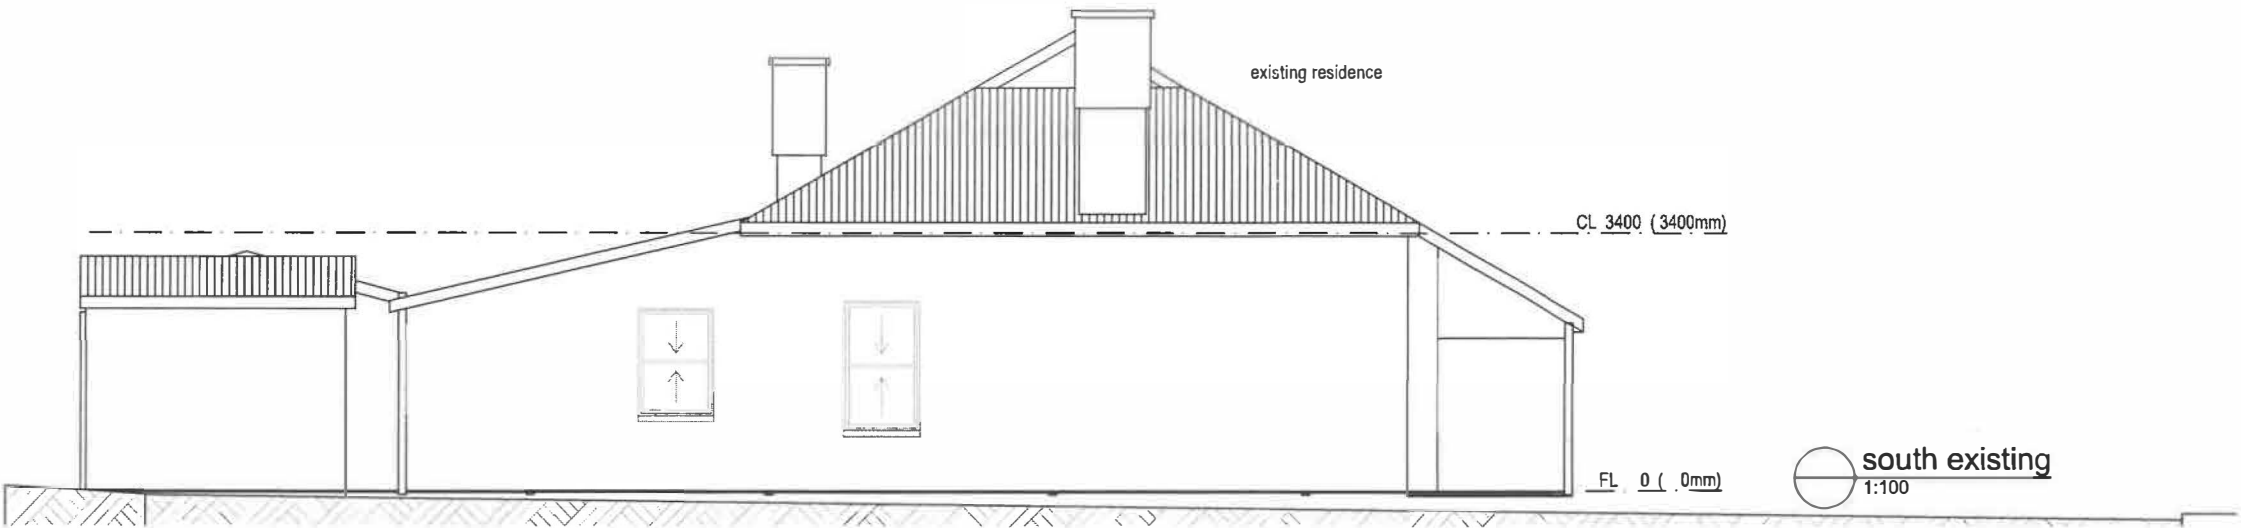 existing residence
CL 3400 (3400mm)
FL 0 ( 0mm)
south existing
1:100